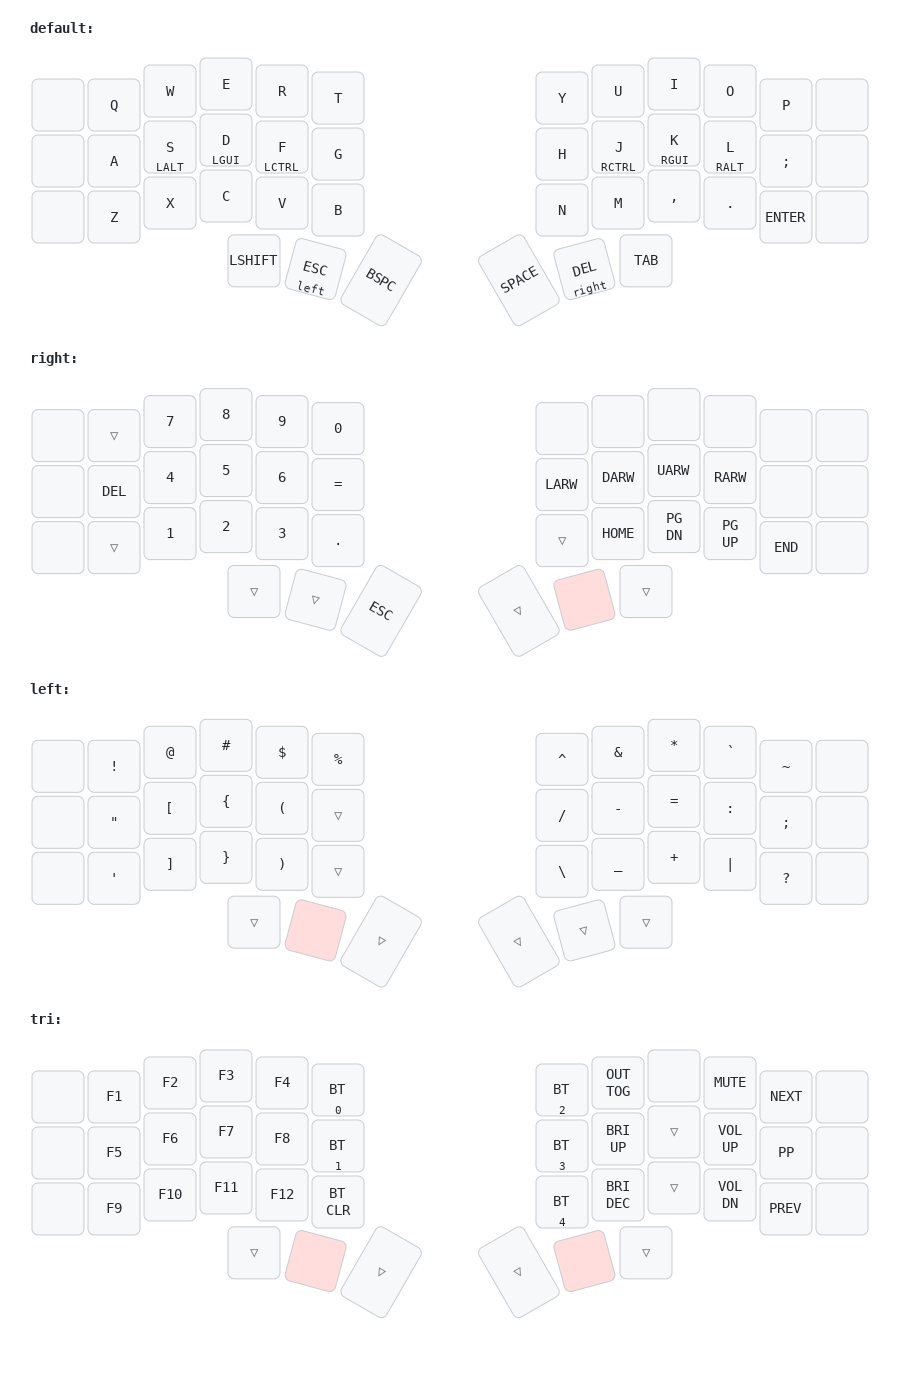 default:
Q W E R T Y U I O P
A S D F G H J K L ;
LALT LGUI LCTRL RCTRL RGUI RALT
Z X C V B N M , . ENTER
LSHIFT ESC BSPC SPACE DEL TAB
left right
right:
▽ 7 8 9 0
DEL 4 5 6 = LARW DARW UARW RARW
▽ 1 2 3 . ▽ HOME PG PG END
DN UP
▽ ▽ ESC ▽ ▽
left:
! @ # $ % ^ & * ` ~
" [ { ( ▽ / - = : ;
' ] } ) ▽ \ _ + | ?
▽ ▽ ▽ ▽ ▽
tri:
F1 F2 F3 F4 BT BT OUT MUTE NEXT
0 2 TOG
F5 F6 F7 F8 BT BT BRI ▽ VOL PP
1 3 UP UP
F9 F10 F11 F12 BT BT BRI ▽ VOL PREV
CLR 4 DEC DN
▽ ▽ ▽ ▽